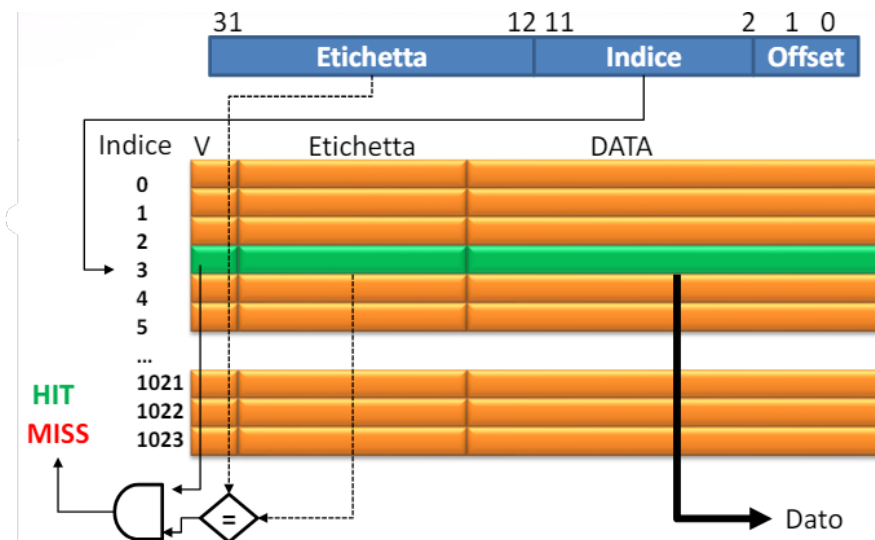 31 12 11 2 1 0
Etichetta Indice Offset
Indice V Etichetta DATA
0
1
2
3
4
5
...
1021
1022
1023
HIT
MISS
=
Dato